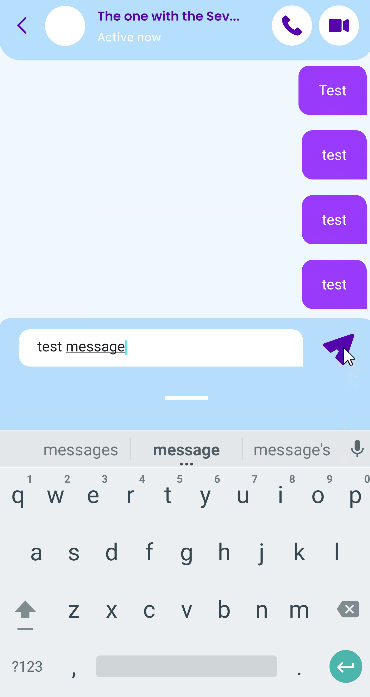 The one with the Sev...
Active now
Test
test
test
test
test message
messages message message's
1 2 3 4 5 6 7 8 9 0
q w e r t y u i o p
a s d f g h j k l
z x c v b n m
?123 , .